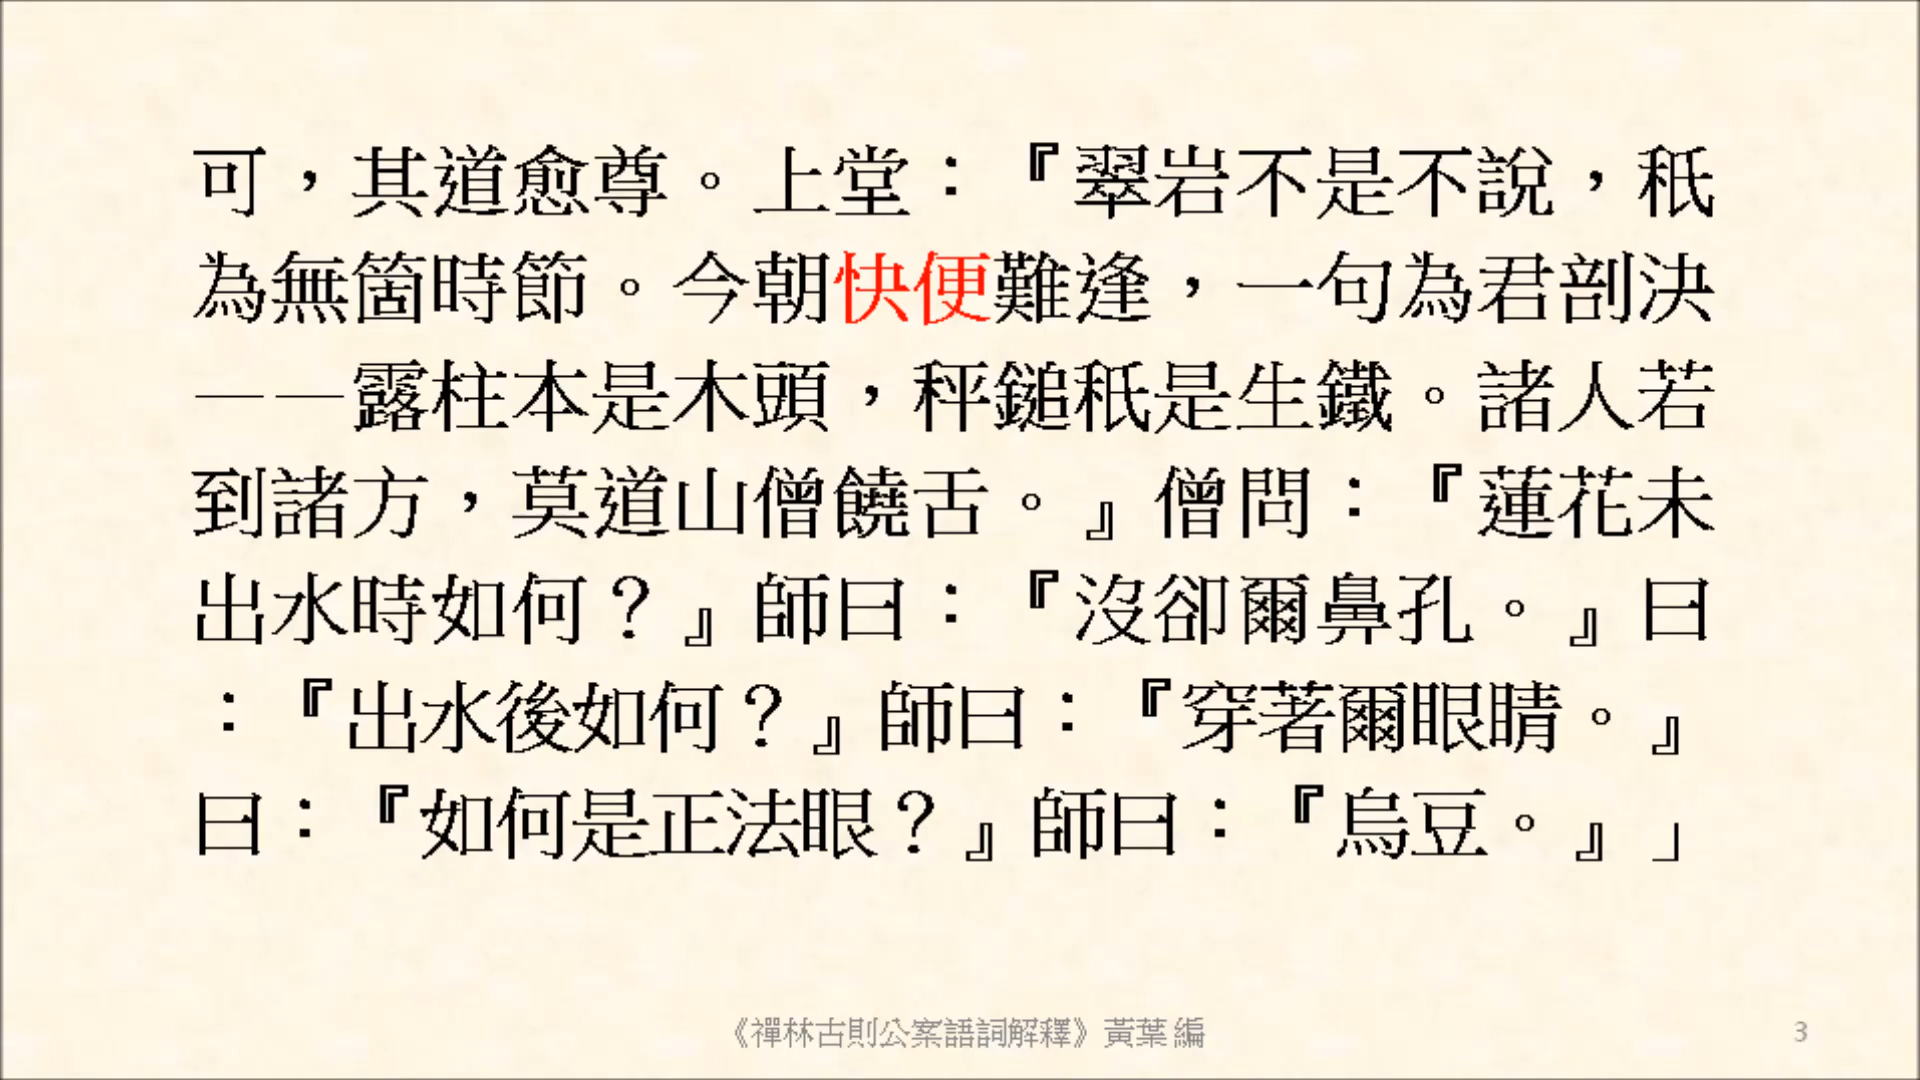 可，其道愈尊。上堂：『翠岩不是不說，秖
為無箇時節。今朝快便難逢，一句為君剖決
——露柱本是木頭，秤鎚秖是生鐵。諸人若
到諸方，莫道山僧饒舌。』僧問：『蓮花未
出水時如何？』師曰：『沒卻爾鼻孔。』曰
：『出水後如何？』師曰：『穿著爾眼睛。』
曰：『如何是正法眼？』師曰：『烏豆。』」
《禪林古則公案語詞解釋》黃葉 編
3